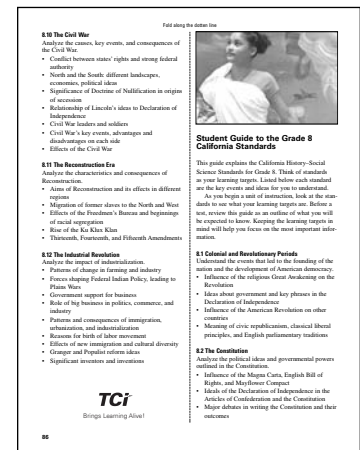 Fold along the dotted line
8.10 The Civil War
Analyze the causes, key events, and consequences of
the Civil War.
• Conflict between states' rights and strong federal
authority
• North and the South: different landscapes,
economies, political ideas
• Significance of Doctrine of Nullification in origins
of secession
• Relationship of Lincoln's ideas to Declaration of
Independence
• Civil War leaders and soldiers
• Civil War's key events, advantages and
disadvantages on each side
• Effects of the Civil War
8.11 The Reconstruction Era
Analyze the characteristics and consequences of
Reconstruction.
• Aims of Reconstruction and its effects in different
regions
• Migration of former slaves to the North and West
• Effects of the Freedmen's Bureau and beginnings
of racial segregation
• Rise of the Ku Klux Klan
• Thirteenth, Fourteenth, and Fifteenth Amendments
8.12 The Industrial Revolution
Analyze the impact of industrialization.
• Patterns of change in farming and industry
• Forces shaping Federal Indian Policy, leading to
Plains Wars
• Government support for business
• Role of big business in politics, commerce, and
industry
• Patterns and consequences of immigration,
urbanization, and industrialization
• Reasons for birth of labor movement
• Effects of new immigration and cultural diversity
• Granger and Populist reform ideas
• Significant inventors and inventions
TCi
Brings Learning Alive!
86
Student Guide to the Grade 8
California Standards
This guide explains the California History–Social
Science Standards for Grade 8. Think of standards
as your learning targets. Listed below each standard
are the key events and ideas for you to understand.
As you begin a unit of instruction, look at the stan-
dards to see what your learning targets are. Before a
test, review this guide as an outline of what you will
be expected to know. Keeping the learning targets in
mind will help you focus on the most important infor-
mation.
8.1 Colonial and Revolutionary Periods
Understand the events that led to the founding of the
nation and the development of American democracy.
• Influence of the religious Great Awakening on the
Revolution
• Ideas about government and key phrases in the
Declaration of Independence
• Influence of the American Revolution on other
countries
• Meaning of civic republicanism, classical liberal
principles, and English parliamentary traditions
8.2 The Constitution
Analyze the political ideas and governmental powers
outlined in the Constitution.
• Influence of the Magna Carta, English Bill of
Rights, and Mayflower Compact
• Ideals of the Declaration of Independence in the
Articles of Confederation and the Constitution
• Major debates in writing the Constitution and their
outcomes